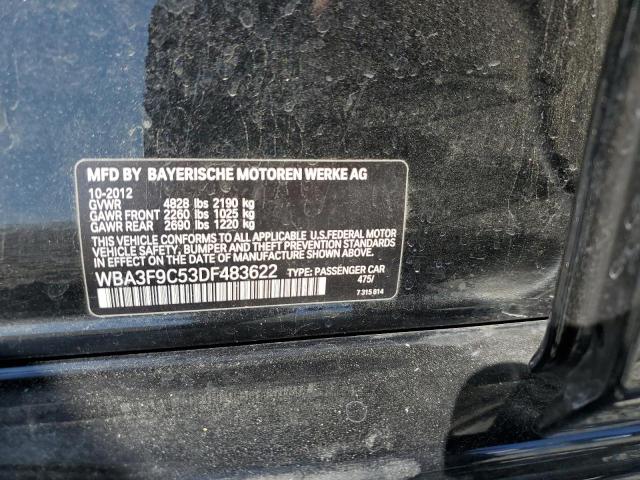 MFD BY BAYERISCHE MOTOREN WERKE AG
10-2012
GVWR 4828 lbs 2190 kg
GAWR FRONT 2260 lbs 1025 kg
GAWR REAR 2690 lbs 1220 kg
THIS VEHICLE CONFORMS TO ALL APPLICABLE U.S.FEDERAL MOTOR
VEHICLE SAFETY, BUMPER AND THEFT PREVENTION STANDARDS
IN EFFECT ON THE DATE OF MANUFACTURE SHOWN ABOVE.
WBA3F9C53DF483622 TYPE: PASSENGER CAR
475/
7 315 814